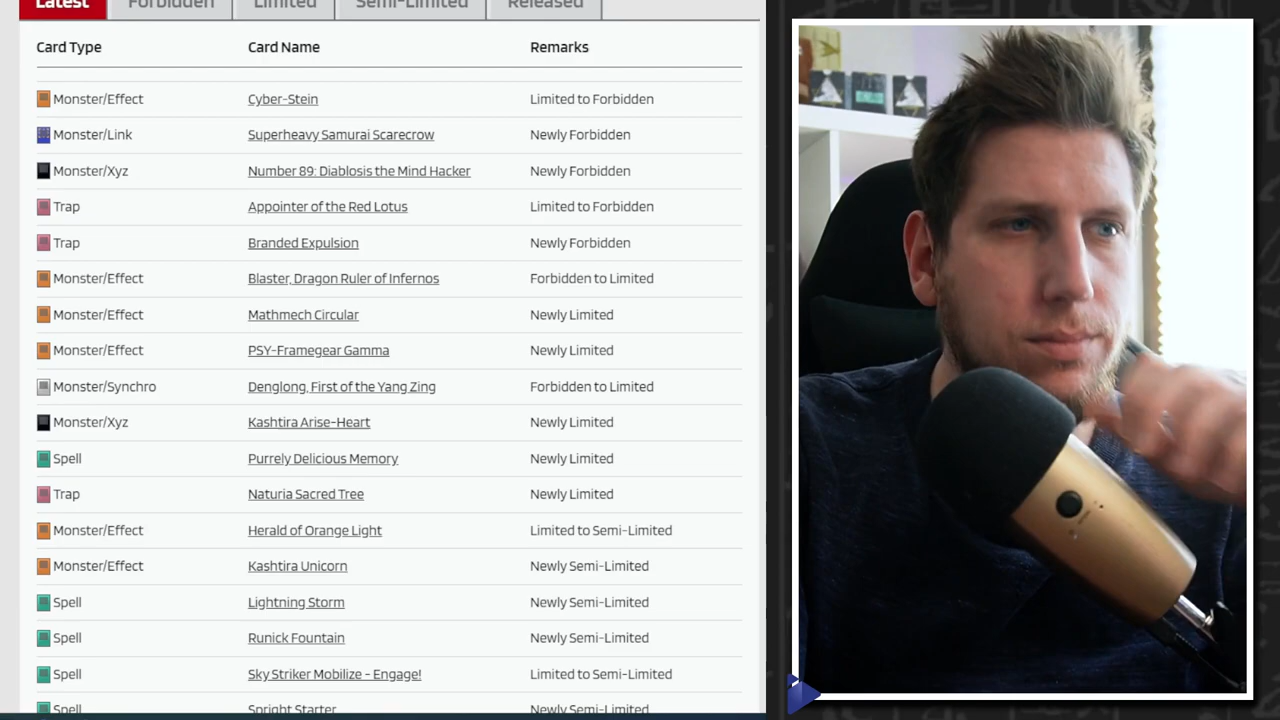 Latest Forbidden Limited Semi-Limited Released
Card Type Card Name Remarks
Monster/Effect Cyber-Stein Limited to Forbidden
Monster/Link Superheavy Samurai Scarecrow Newly Forbidden
Monster/Xyz Number 89: Diablosis the Mind Hacker Newly Forbidden
Trap Appointer of the Red Lotus Limited to Forbidden
Trap Branded Expulsion Newly Forbidden
Monster/Effect Blaster, Dragon Ruler of Infernos Forbidden to Limited
Monster/Effect Mathmech Circular Newly Limited
Monster/Effect PSY-Framegear Gamma Newly Limited
Monster/Synchro Denglong, First of the Yang Zing Forbidden to Limited
Monster/Xyz Kashtira Arise-Heart Newly Limited
Spell Purrely Delicious Memory Newly Limited
Trap Naturia Sacred Tree Newly Limited
Monster/Effect Herald of Orange Light Limited to Semi-Limited
Monster/Effect Kashtira Unicorn Newly Semi-Limited
Spell Lightning Storm Newly Semi-Limited
Spell Runick Fountain Newly Semi-Limited
Spell Sky Striker Mobilize - Engage! Limited to Semi-Limited
Spell Spright Starter Newly Semi-Limited